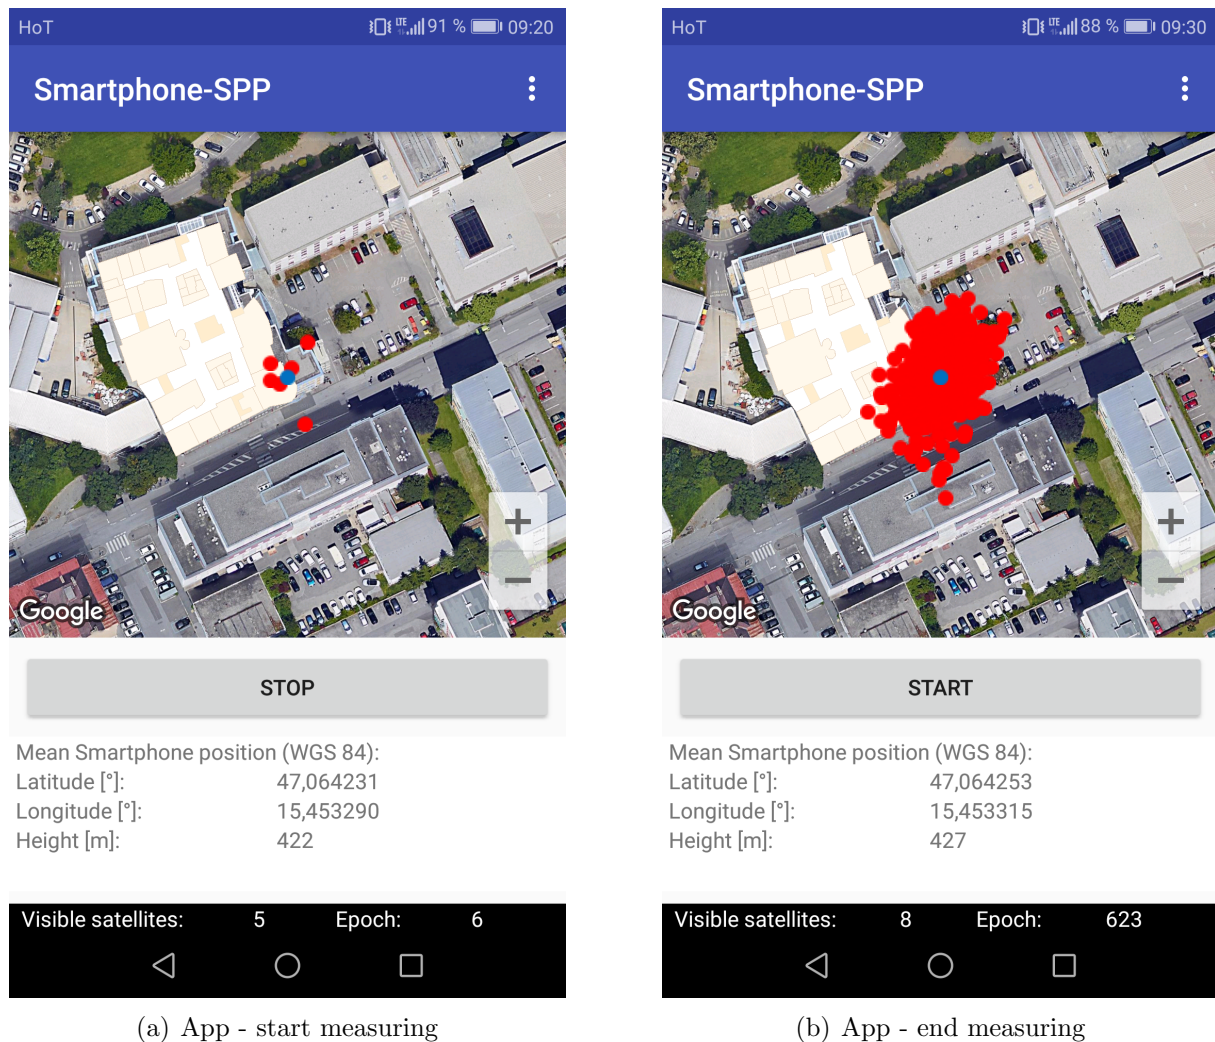 HoT LTE 91 % 09:20
Smartphone-SPP
Google
STOP
Mean Smartphone position (WGS 84):
Latitude [°]: 47,064231
Longitude [°]: 15,453290
Height [m]: 422
Visible satellites: 5 Epoch: 6
(a) App - start measuring
HoT LTE 88 % 09:30
Smartphone-SPP
Google
START
Mean Smartphone position (WGS 84):
Latitude [°]: 47,064253
Longitude [°]: 15,453315
Height [m]: 427
Visible satellites: 8 Epoch: 623
(b) App - end measuring